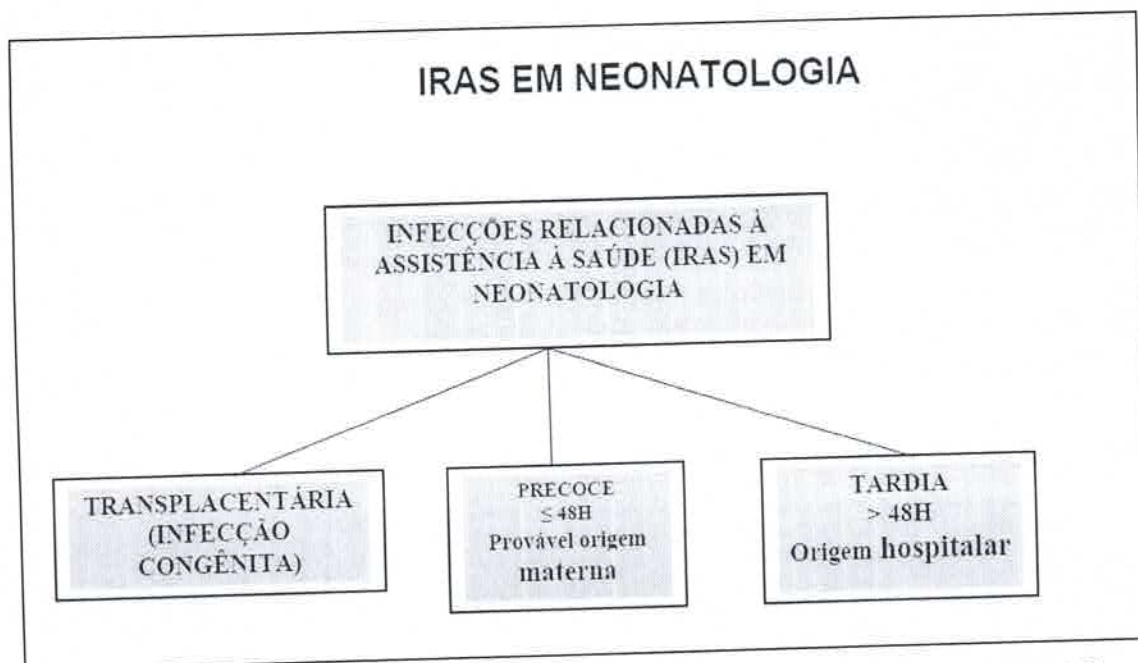 IRAS EM NEONATOLOGIA
INFECÇÕES RELACIONADAS À
ASSISTÊNCIA À SAÚDE (IRAS) EM
NEONATOLOGIA
TRANSPLACENTÁRIA
(INFECÇÃO
CONGÊNITA)
PRECOCE
≤ 48H
Provável origem
materna
TARDIA
> 48H
Origem hospitalar